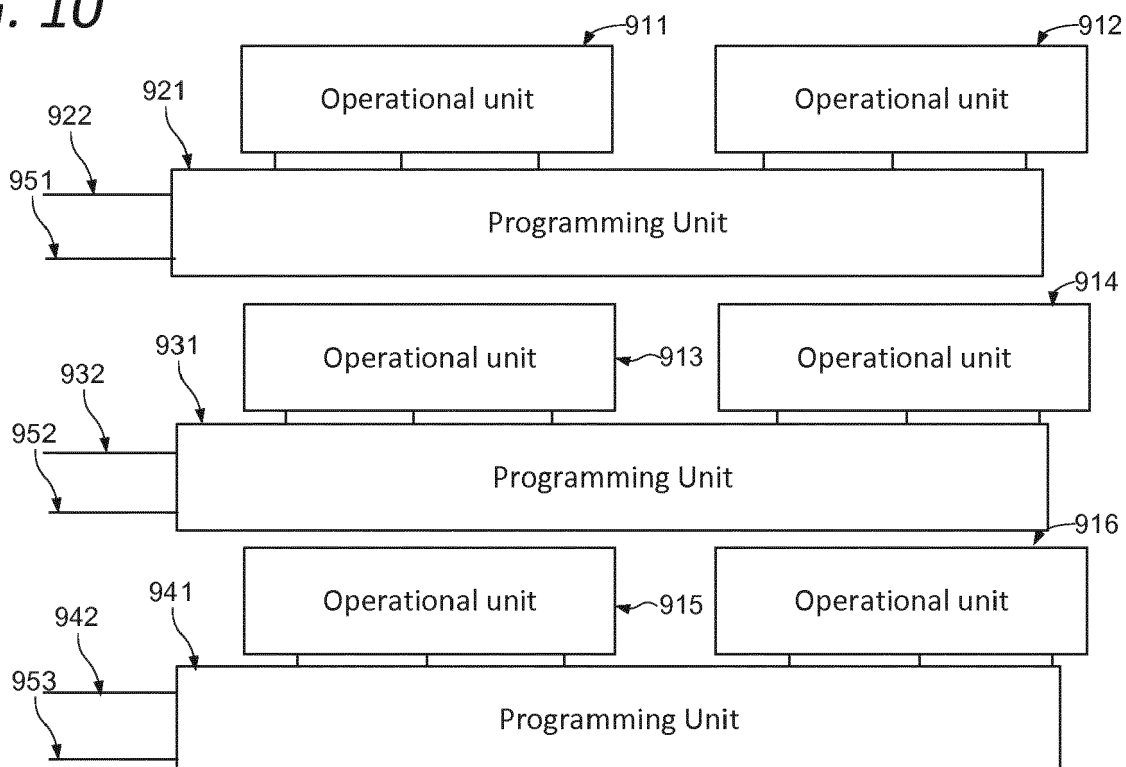 G. 10
911
912
Operational unit
Operational unit
921
922
951
Programming Unit
914
Operational unit
913
Operational unit
931
932
952
Programming Unit
916
Operational unit
915
Operational unit
941
942
953
Programming Unit